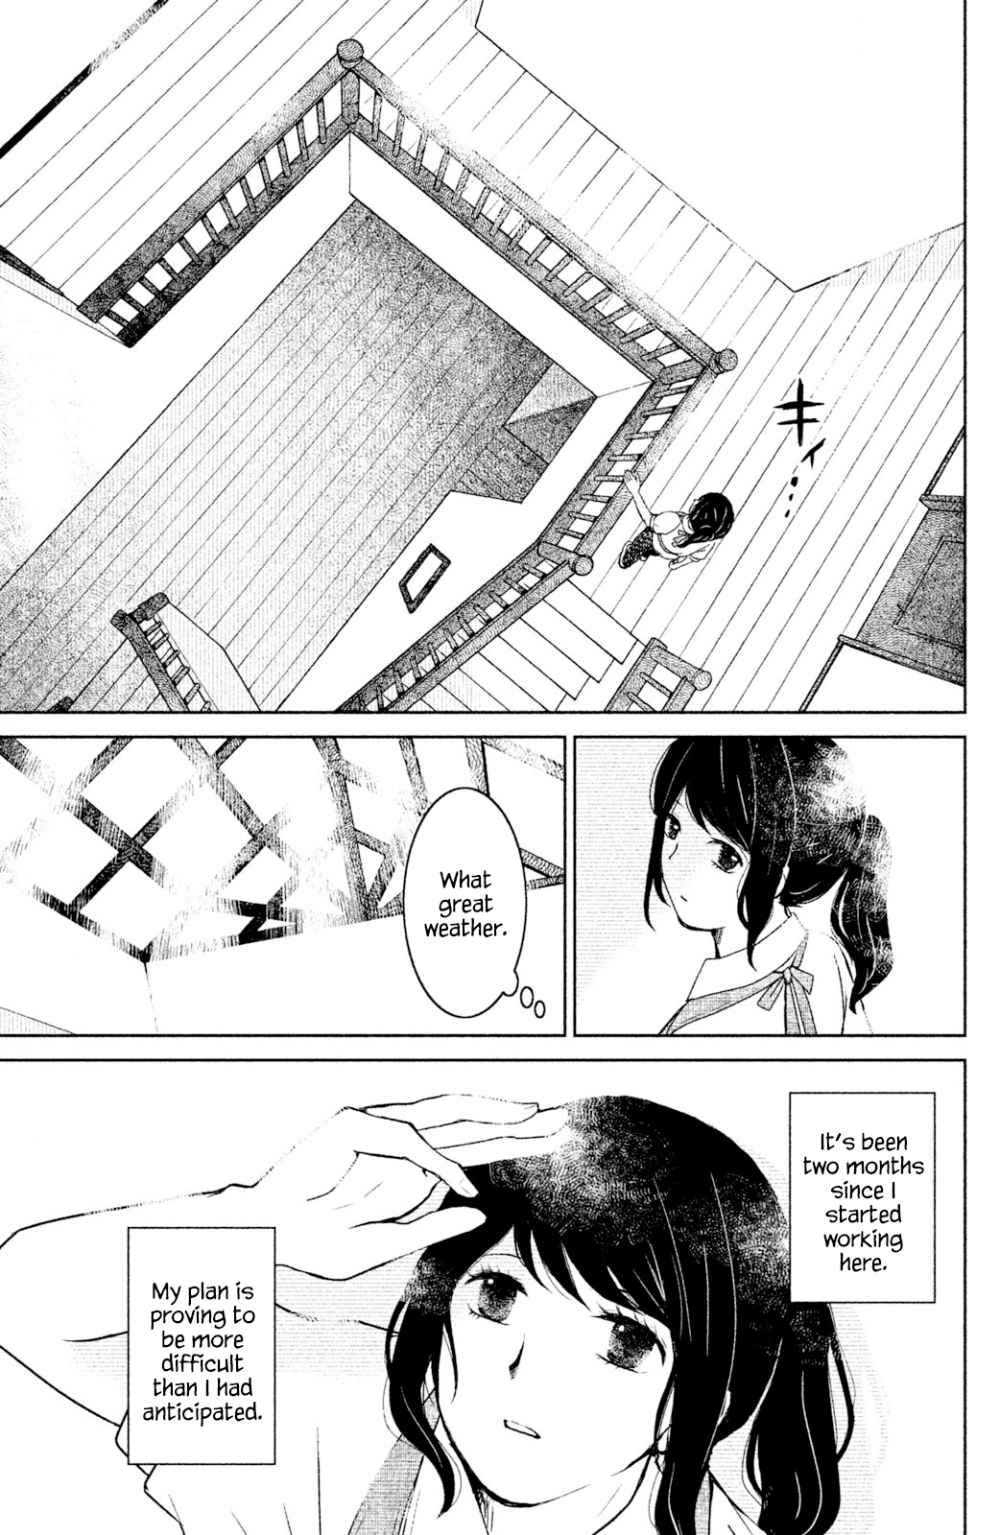 キィ…
What
great
weather.
It's been
two months
since I
started
working
here.
My plan is
proving to
be more
difficult
than I had
anticipated.